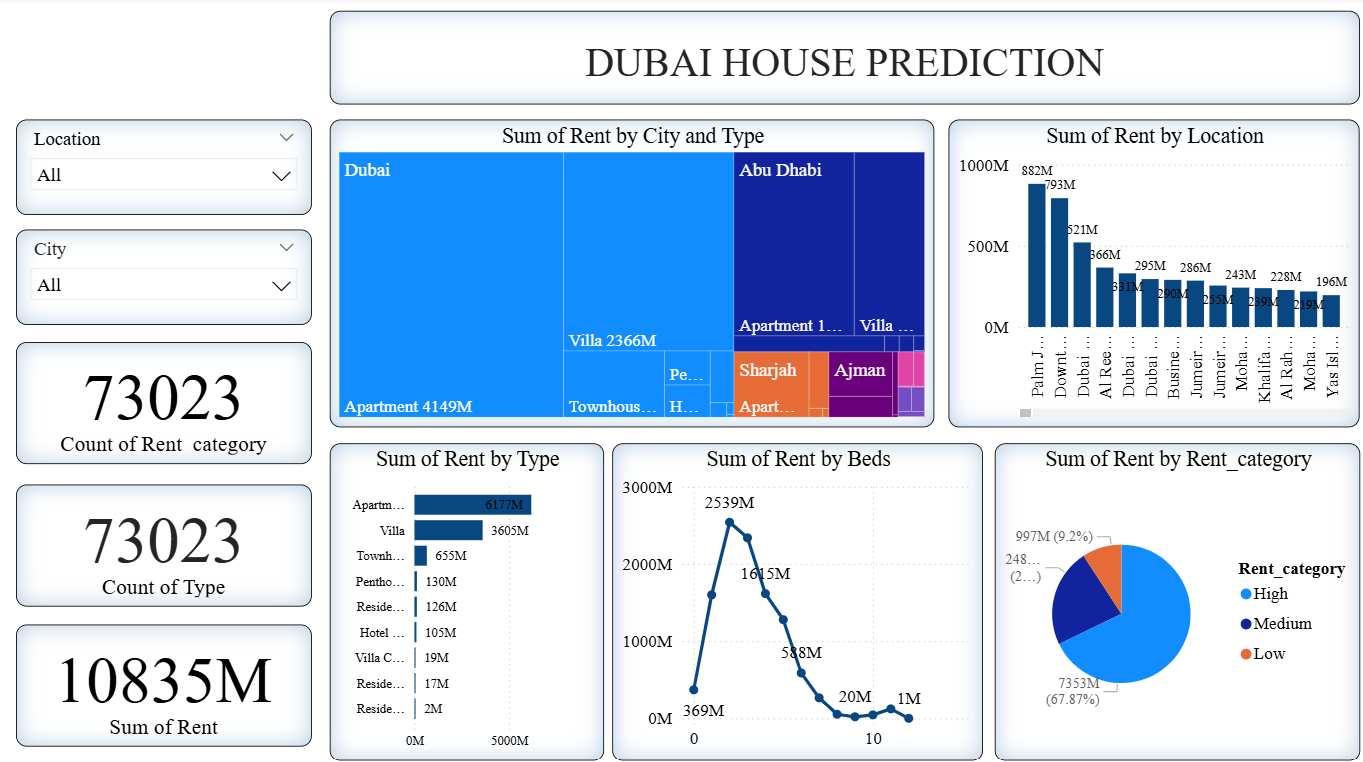 DUBAI HOUSE PREDICTION
Location
All
City
All
73023
Count of Rent_category
73023
Count of Type
10835M
Sum of Rent
Sum of Rent by City and Type
Dubai
Apartment 4149M
Villa 2366M
Townhous…
Pe…
H…
Abu Dhabi
Apartment 1…
Villa …
Sharjah
Apart…
Ajman
Sum of Rent by Location
1000M
500M
0M
882M
793M
521M
366M
331M
295M
290M
286M
255M
243M
239M
228M
219M
196M
Palm J…
Downt…
Dubai …
Al Ree…
Dubai …
Dubai …
Busine…
Jumeir…
Jumeir…
Moha…
Khalifa…
Al Rah…
Moha…
Yas Isl…
Sum of Rent by Type
Apartm…
6177M
Villa
3605M
Townh…
655M
Pentho…
130M
Reside…
126M
Hotel …
105M
Villa C…
19M
Reside…
17M
Reside…
2M
0M
5000M
Sum of Rent by Beds
3000M
2000M
1000M
0M
369M
2539M
1615M
588M
20M
1M
0
10
Sum of Rent by Rent_category
997M (9.2%)
248…
(2…)
7353M
(67.87%)
Rent_category
High
Medium
Low